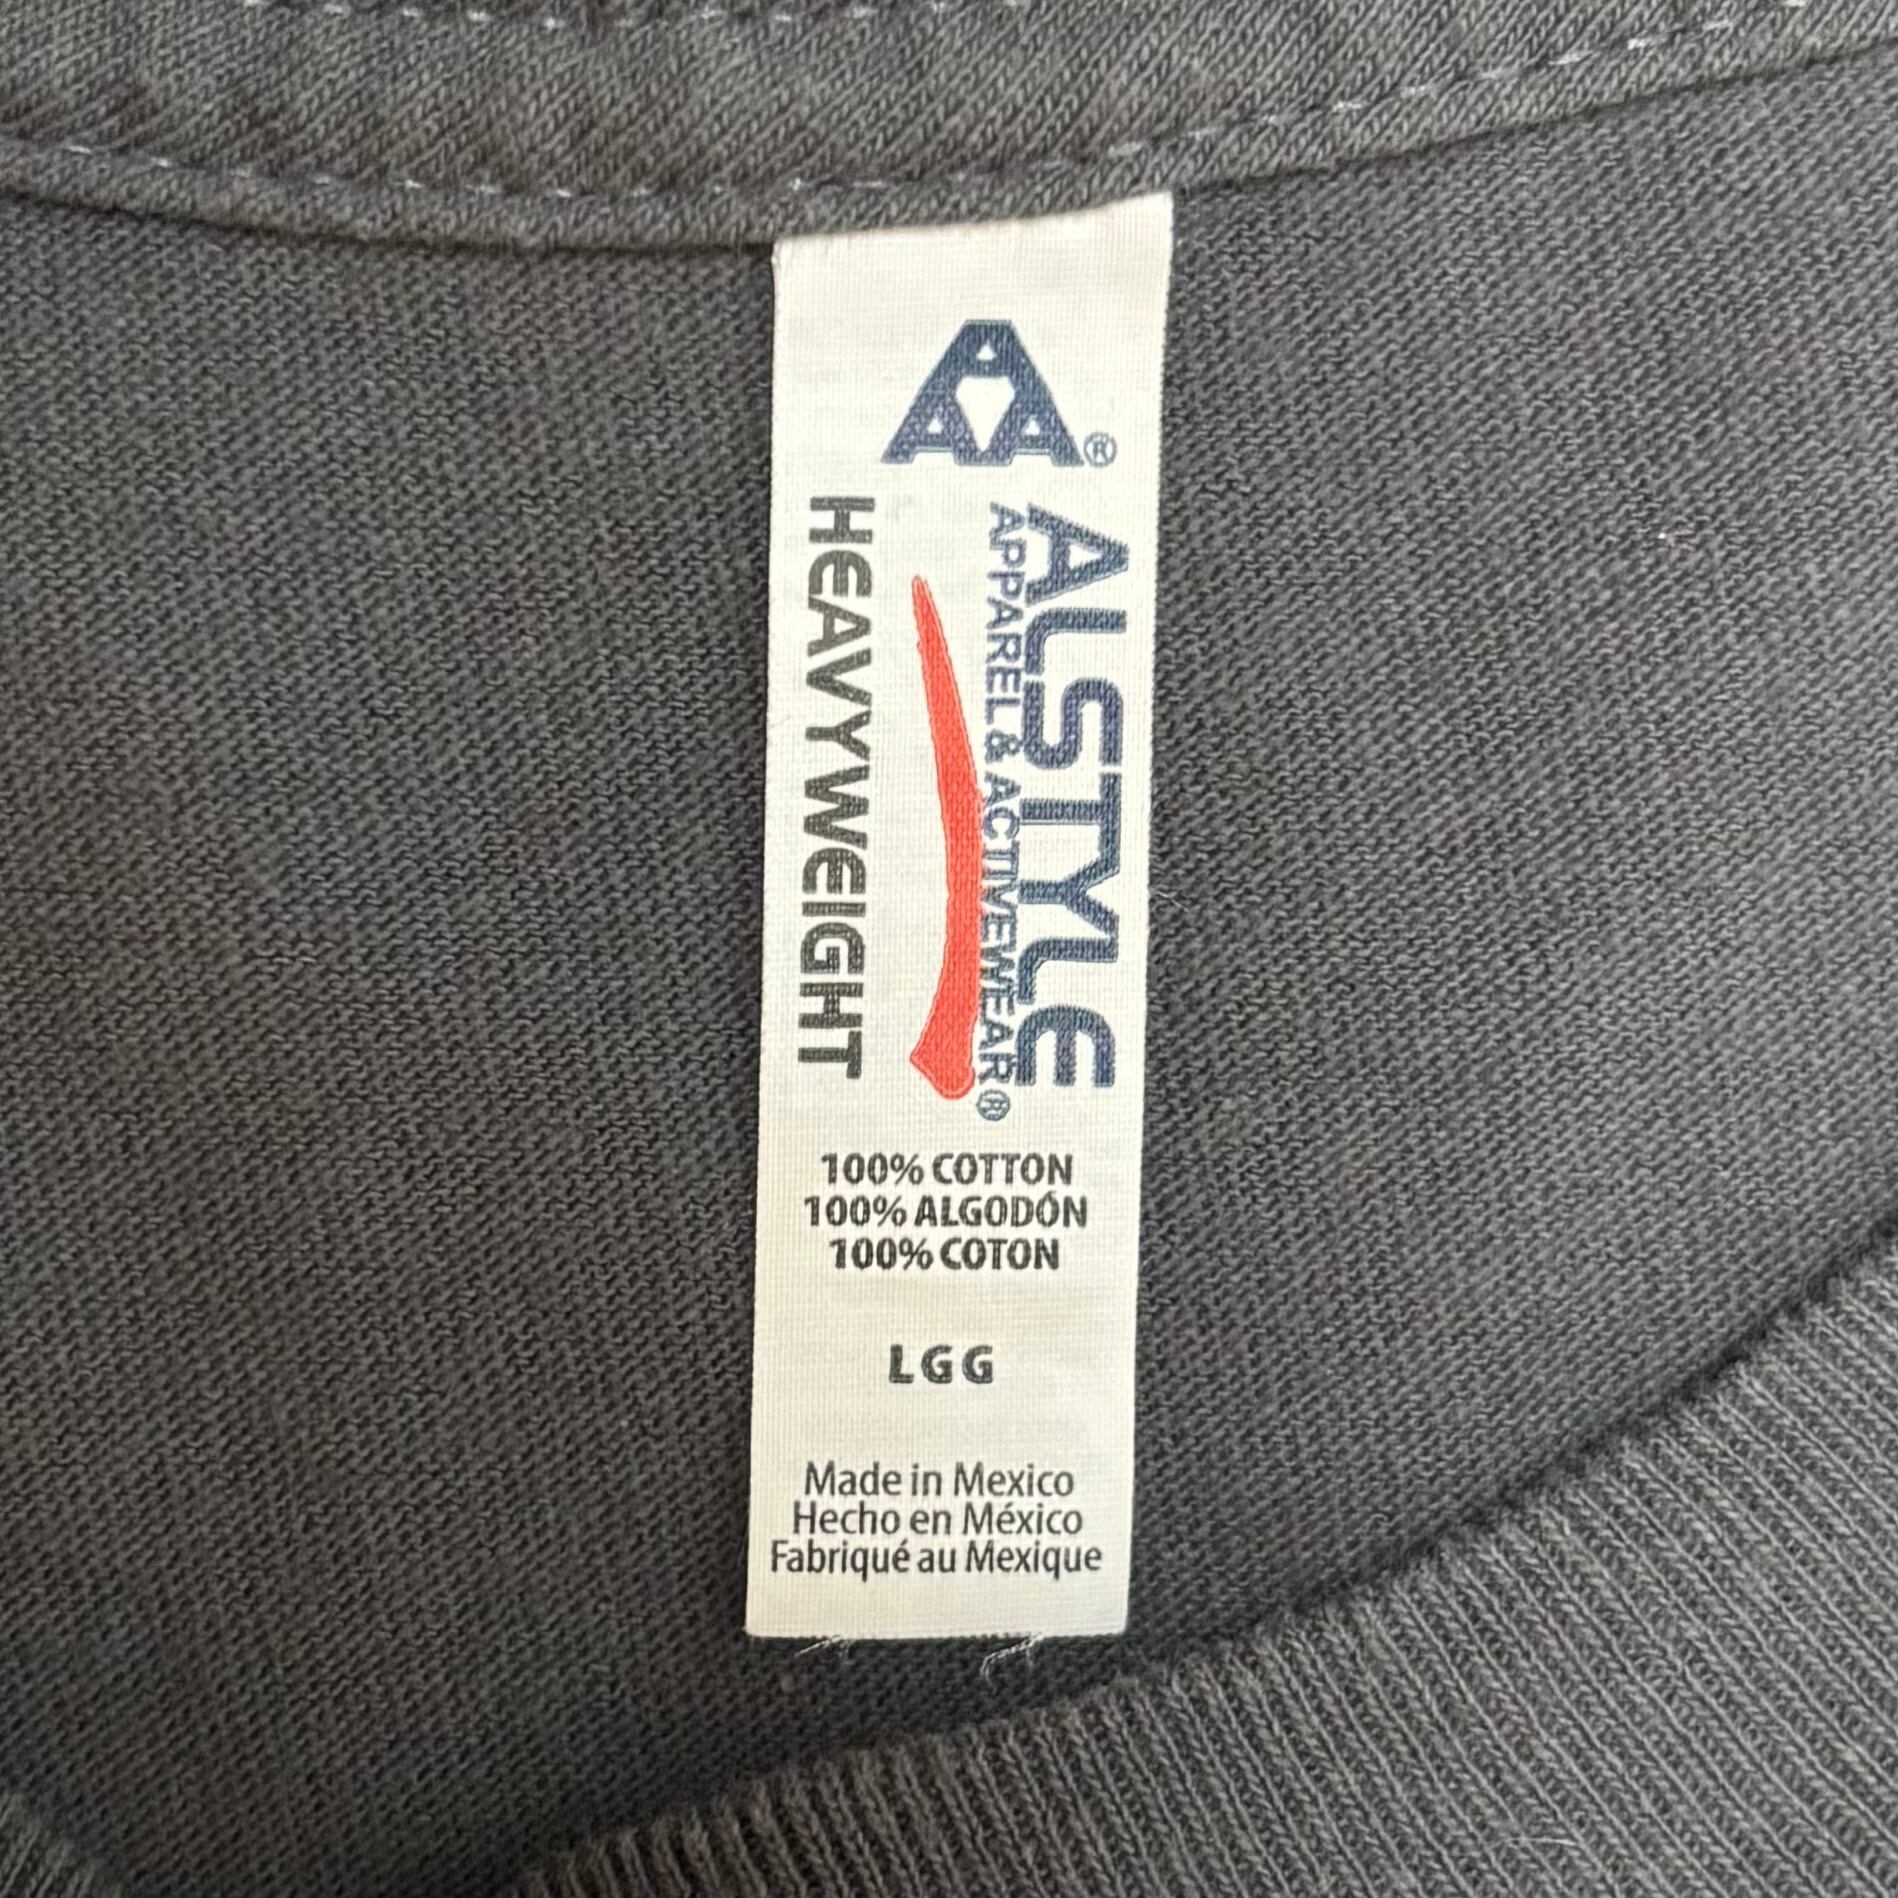 AAA®
ALSTYLE
APPAREL & ACTIVEWEAR®
HEAVYWEIGHT
100% COTTON
100% ALGODÓN
100% COTON
L G G
Made in Mexico
Hecho en México
Fabriqué au Mexique